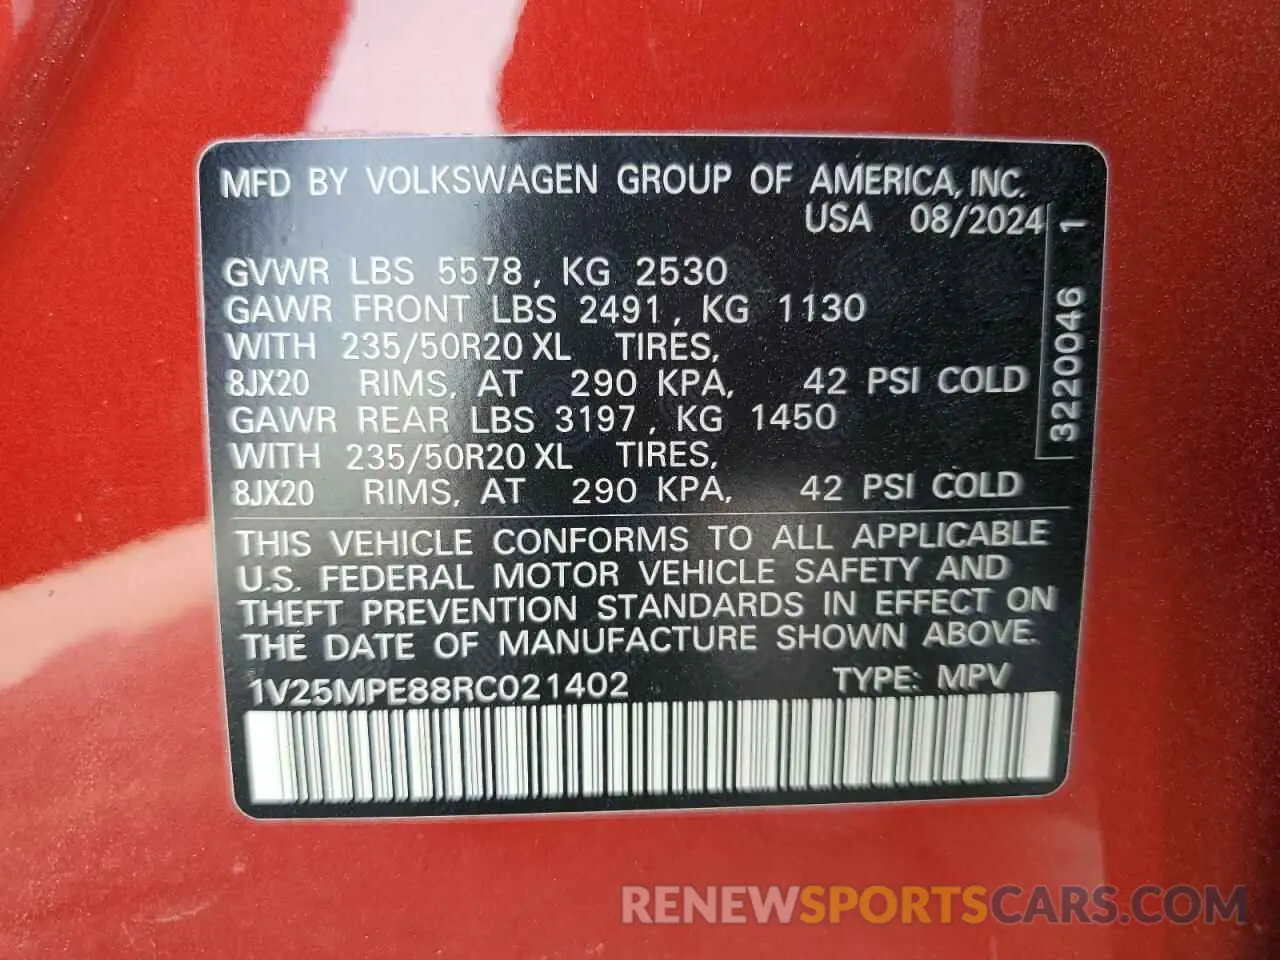 MFD BY VOLKSWAGEN GROUP OF AMERICA, INC.
USA 08/2024
GVWR LBS 5578, KG 2530
GAWR FRONT LBS 2491, KG 1130
WITH 235/50R20 XL TIRES,
8JX20 RIMS, AT 290 KPA, 42 PSI COLD
GAWR REAR LBS 3197, KG 1450
WITH 235/50R20 XL TIRES,
8JX20 RIMS, AT 290 KPA, 42 PSI COLD
3220046 1
THIS VEHICLE CONFORMS TO ALL APPLICABLE
U.S. FEDERAL MOTOR VEHICLE SAFETY AND
THEFT PREVENTION STANDARDS IN EFFECT ON
THE DATE OF MANUFACTURE SHOWN ABOVE.
1V25MPE88RC021402 TYPE: MPV
RENEWSPORTSCARS.COM